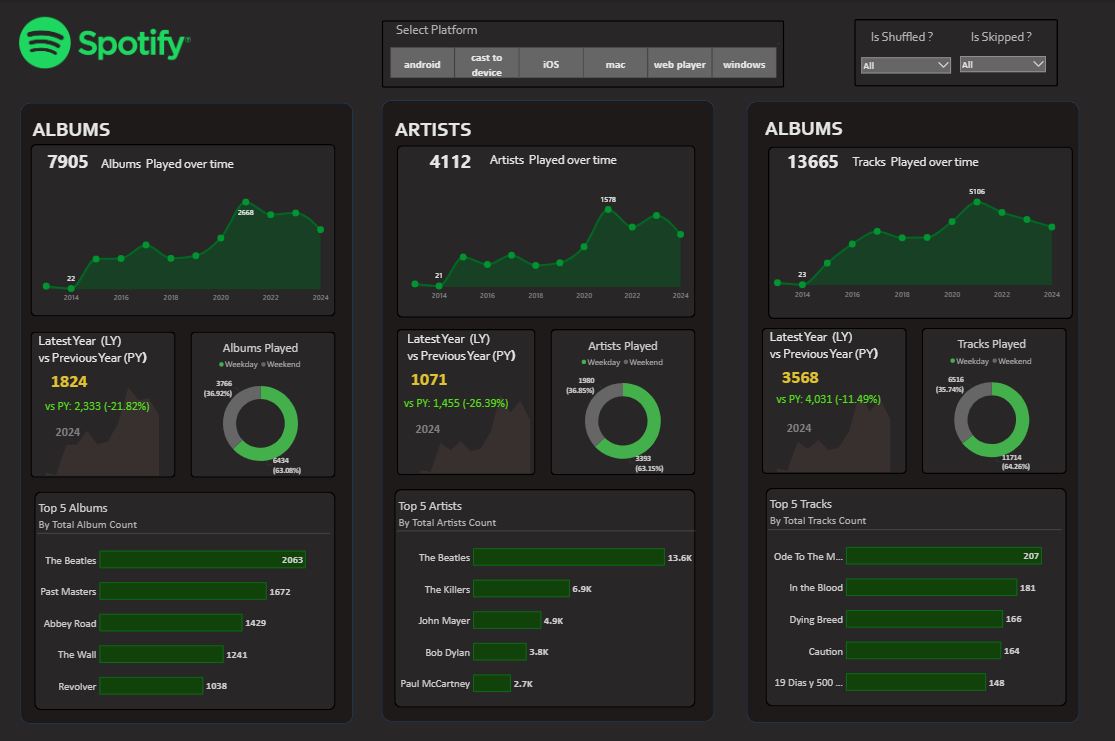 Spotify®
Select Platform
android
cast to
device
iOS
mac
web player
windows
Is Shuffled ?
Is Skipped ?
All
All
ALBUMS
7905 Albums Played over time
2668
22
2014 2016 2018 2020 2022 2024
Latest Year (LY)
vs Previous Year (PY)
1824
vs PY: 2,333 (-21.82%)
2024
Albums Played
Weekday Weekend
3766
(36.92%)
6434
(63.08%)
Top 5 Albums
By Total Album Count
The Beatles 2063
Past Masters 1672
Abbey Road 1429
The Wall 1241
Revolver 1038
ARTISTS
4112 Artists Played over time
1578
21
2014 2016 2018 2020 2022 2024
Latest Year (LY)
vs Previous Year (PY)
1071
vs PY: 1,455 (-26.39%)
2024
Artists Played
Weekday Weekend
1980
(36.85%)
3393
(63.15%)
Top 5 Artists
By Total Artists Count
The Beatles 13.6K
The Killers 6.9K
John Mayer 4.9K
Bob Dylan 3.8K
Paul McCartney 2.7K
ALBUMS
13665 Tracks Played over time
5106
23
2014 2016 2018 2020 2022 2024
Latest Year (LY)
vs Previous Year (PY)
3568
vs PY: 4,031 (-11.49%)
2024
Tracks Played
Weekday Weekend
6516
(35.74%)
11714
(64.26%)
Top 5 Tracks
By Total Tracks Count
Ode To The M... 207
In the Blood 181
Dying Breed 166
Caution 164
19 Dias y 500 ... 148